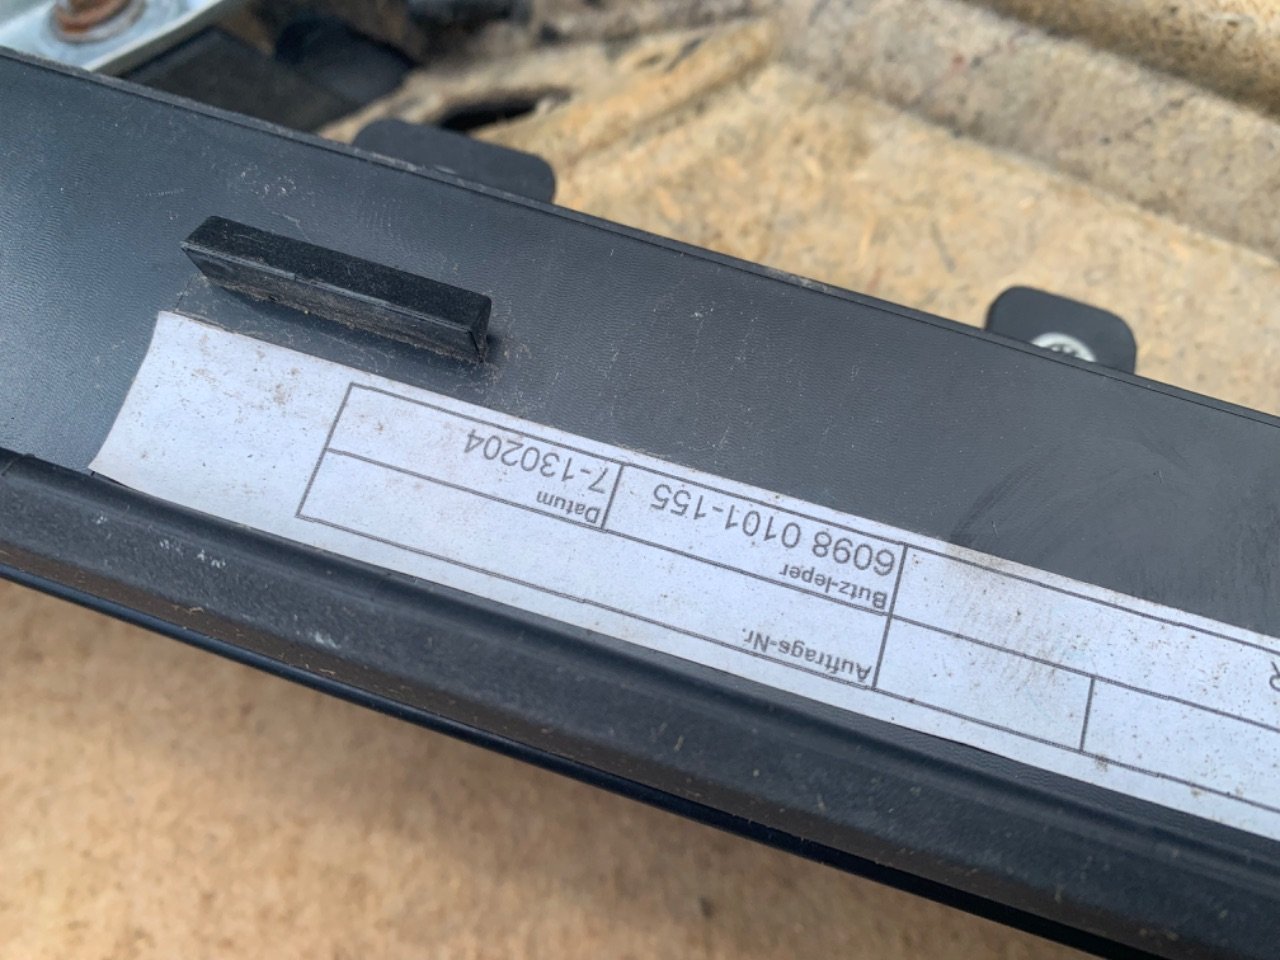 Auftrags-Nr.
Butz-Ieper
6098 0101-155
Datum
7-130204